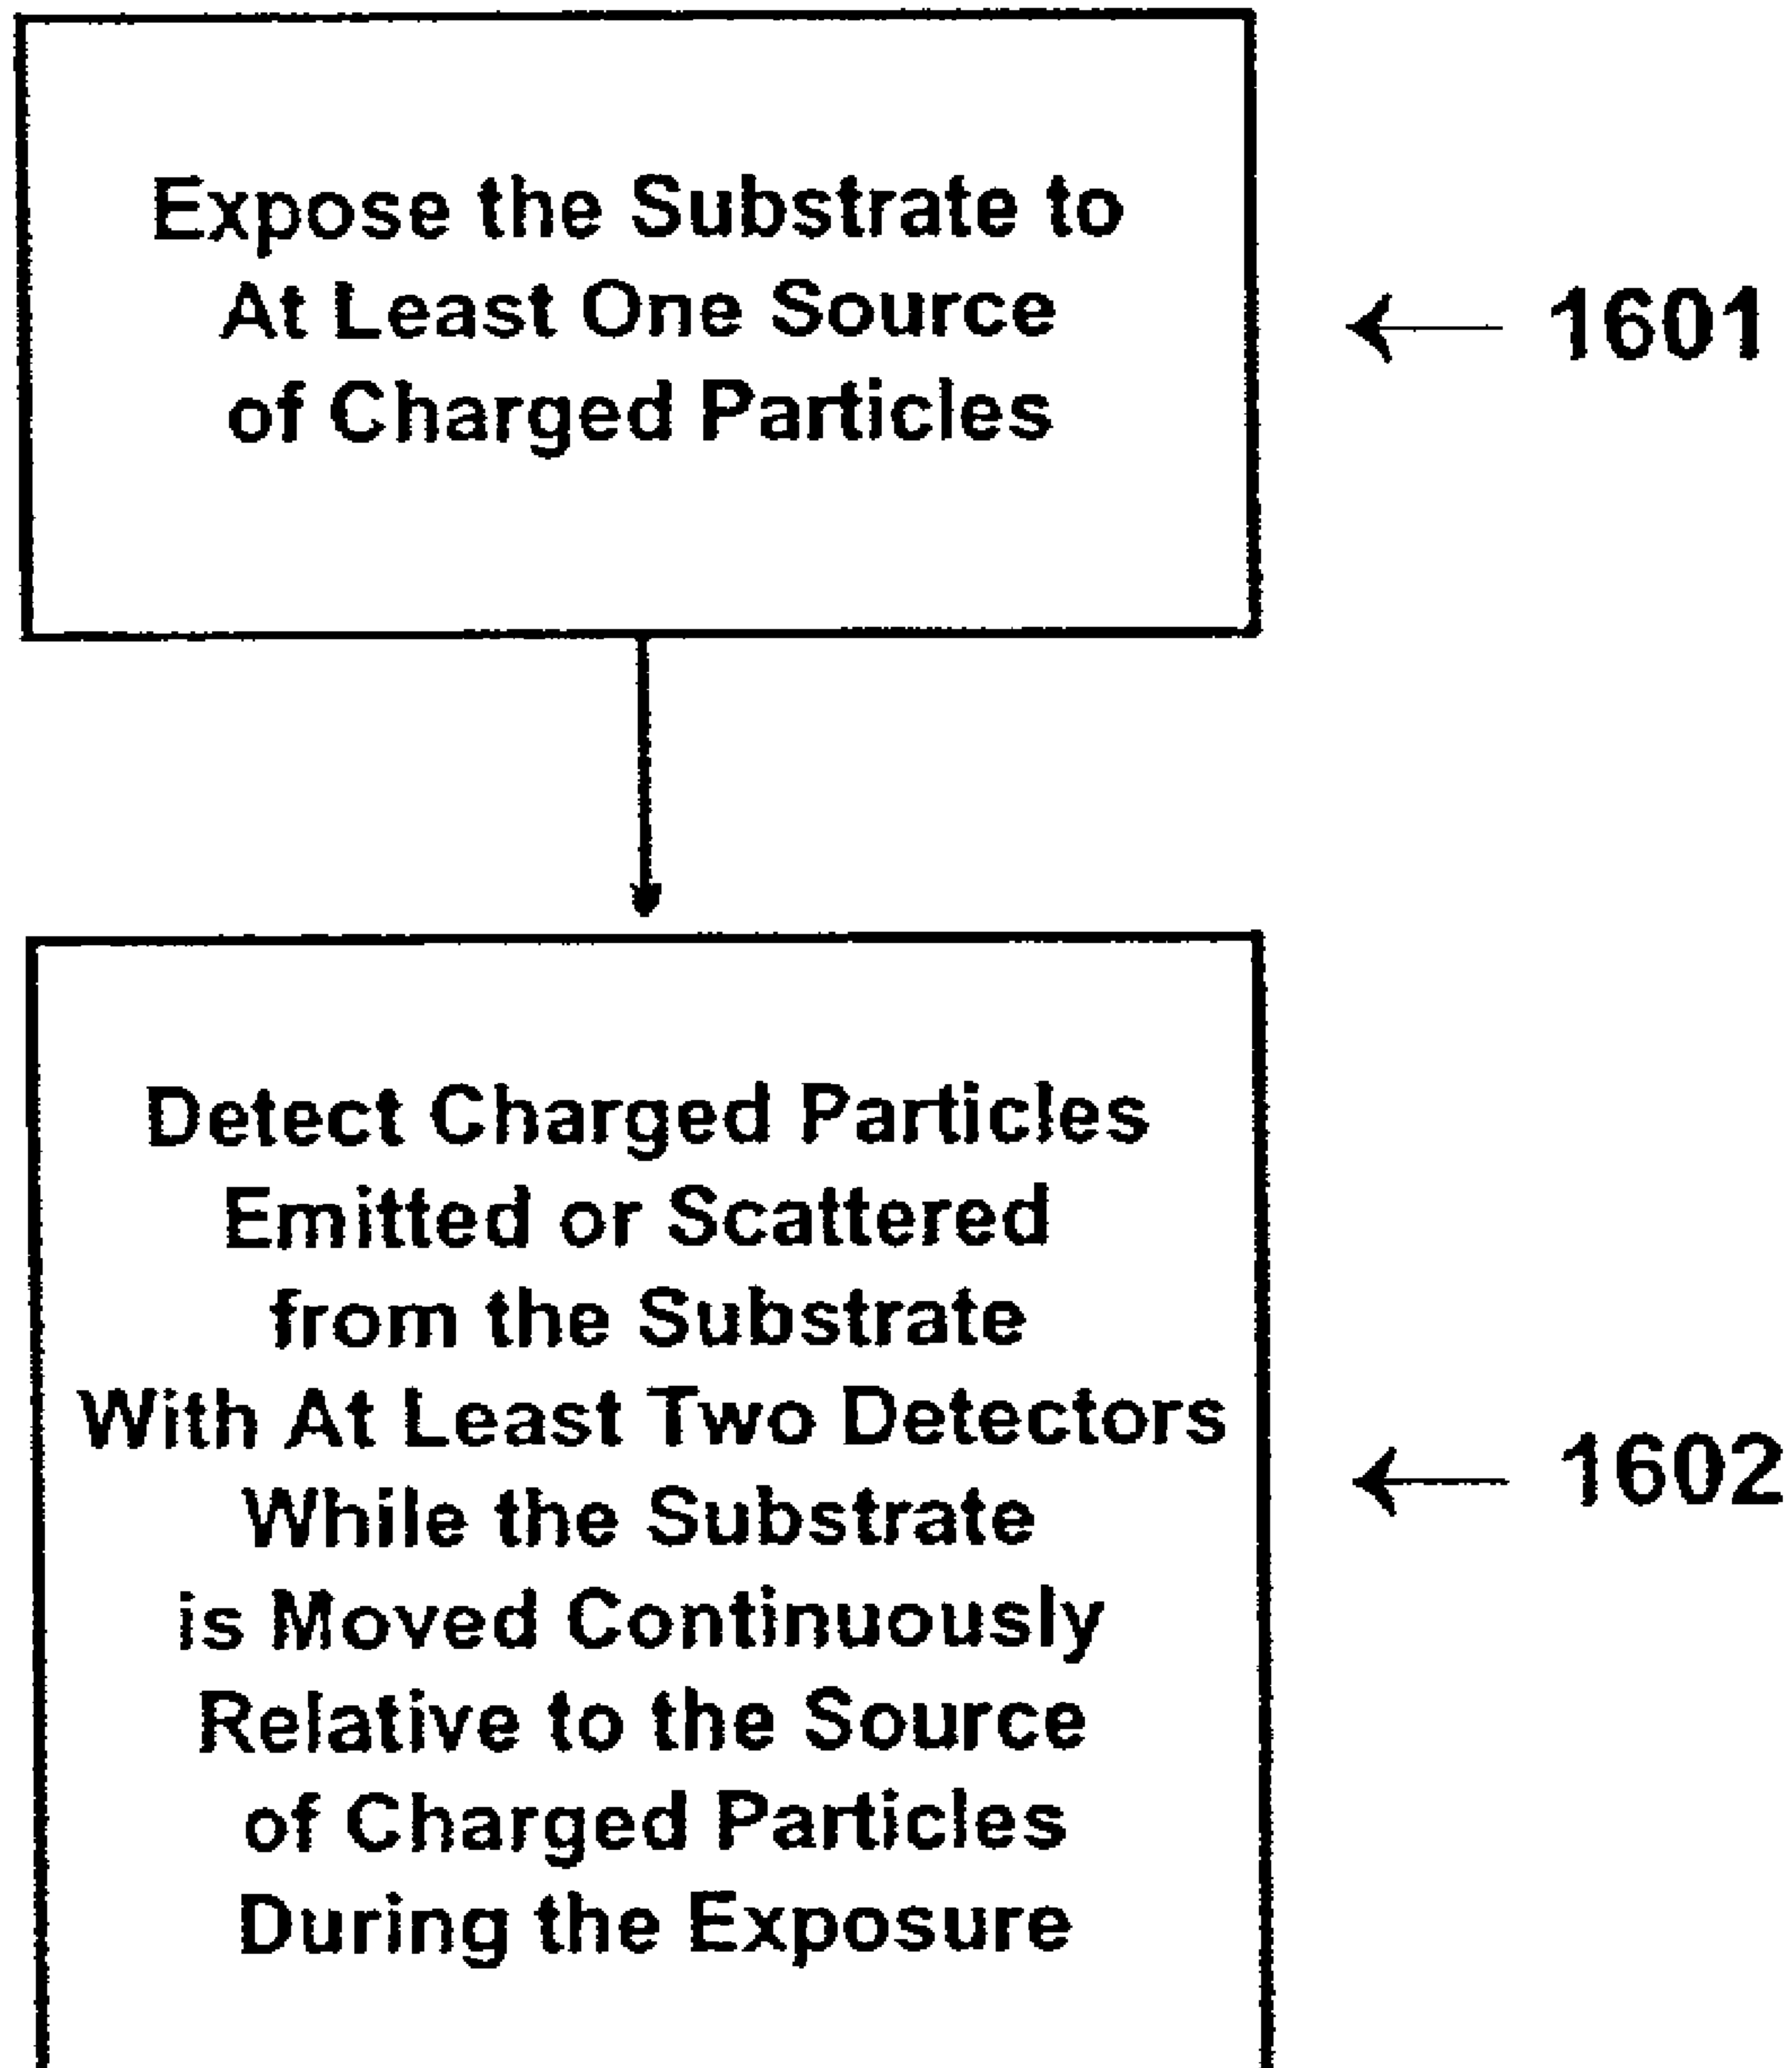 Expose the Substrate to
At Least One Source
of Charged Particles
1601
Detect Charged Particles
Emitted or Scattered
from the Substrate
With At Least Two Detectors
While the Substrate
is Moved Continuously
Relative to the Source
of Charged Particles
During the Exposure
1602